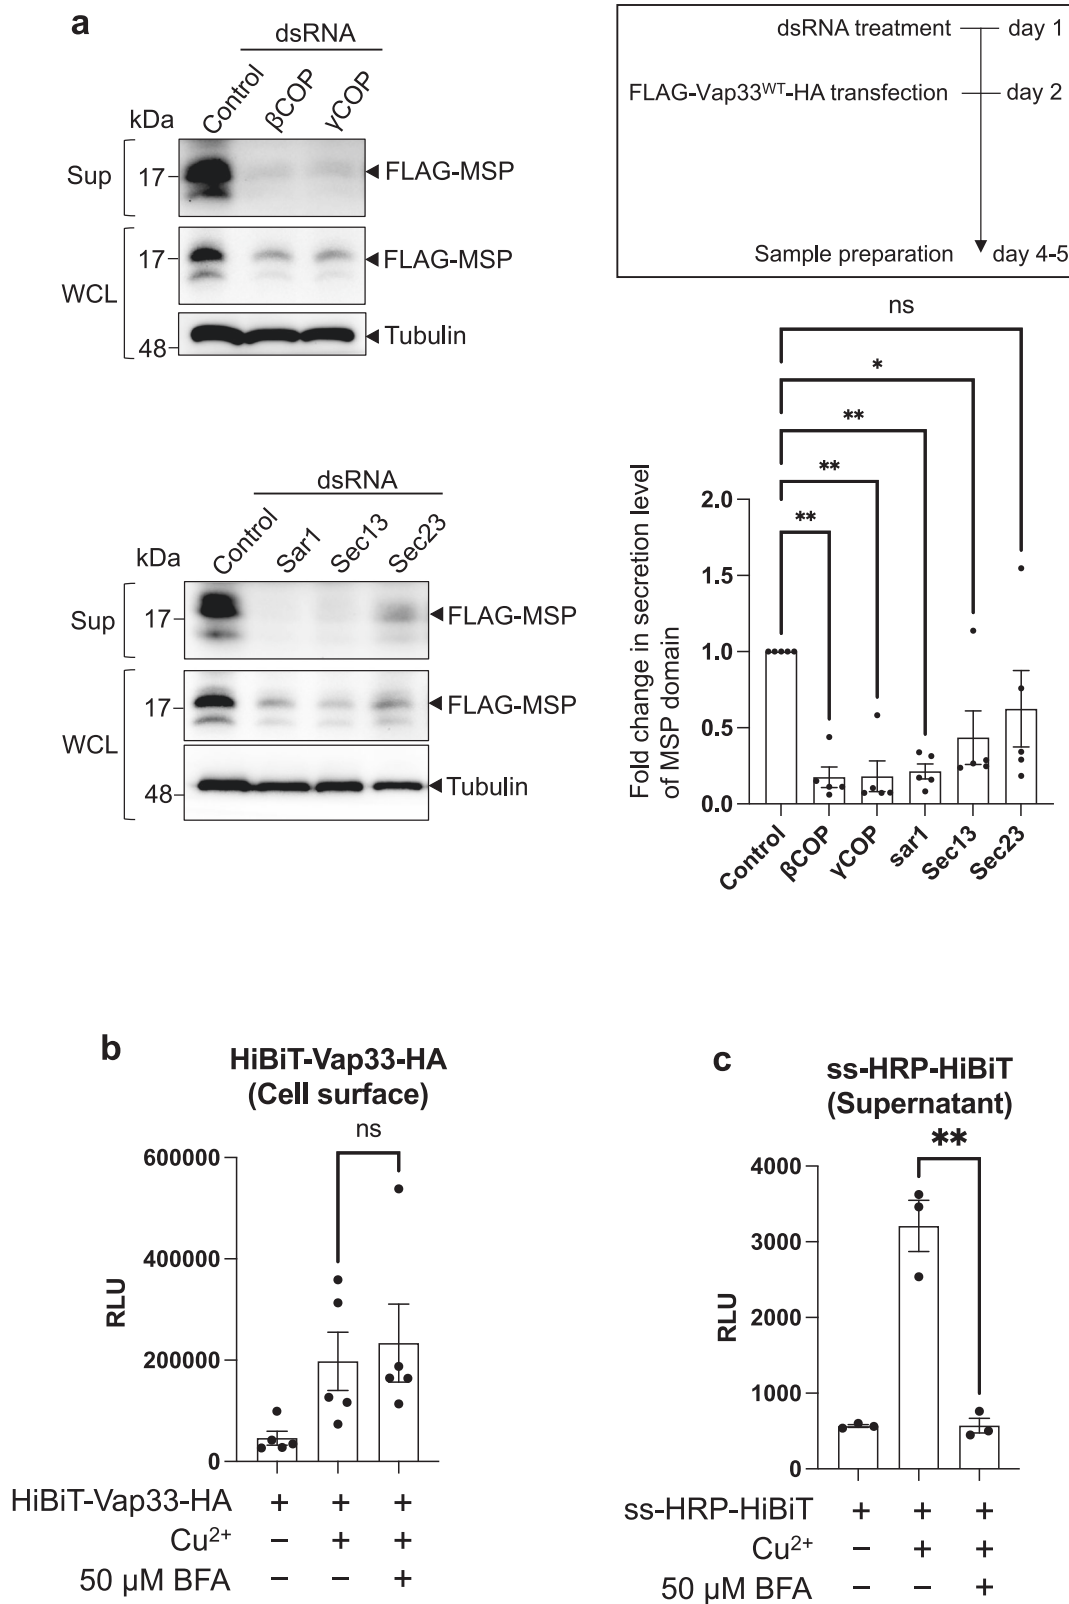 a
dsRNA
Control
βCOP
γCOP
kDa
Sup
17
FLAG-MSP
WCL
17
FLAG-MSP
48
Tubulin
dsRNA treatment
day 1
FLAG-Vap33WT-HA transfection
day 2
Sample preparation
day 4-5
dsRNA
Control
Sar1
Sec13
Sec23
kDa
Sup
17
FLAG-MSP
WCL
17
FLAG-MSP
48
Tubulin
ns
*
**
**
**
Fold change in secretion level
of MSP domain
2.0
1.5
1.0
0.5
0.0
Control
βCOP
γCOP
sar1
Sec13
Sec23
b
HiBiT-Vap33-HA
(Cell surface)
ns
RLU
600000
400000
200000
0
HiBiT-Vap33-HA + + +
Cu2+ − + +
50 µM BFA − − +
c
ss-HRP-HiBiT
(Supernatant)
**
RLU
4000
3000
2000
1000
0
ss-HRP-HiBiT + + +
Cu2+ − + +
50 µM BFA − − +